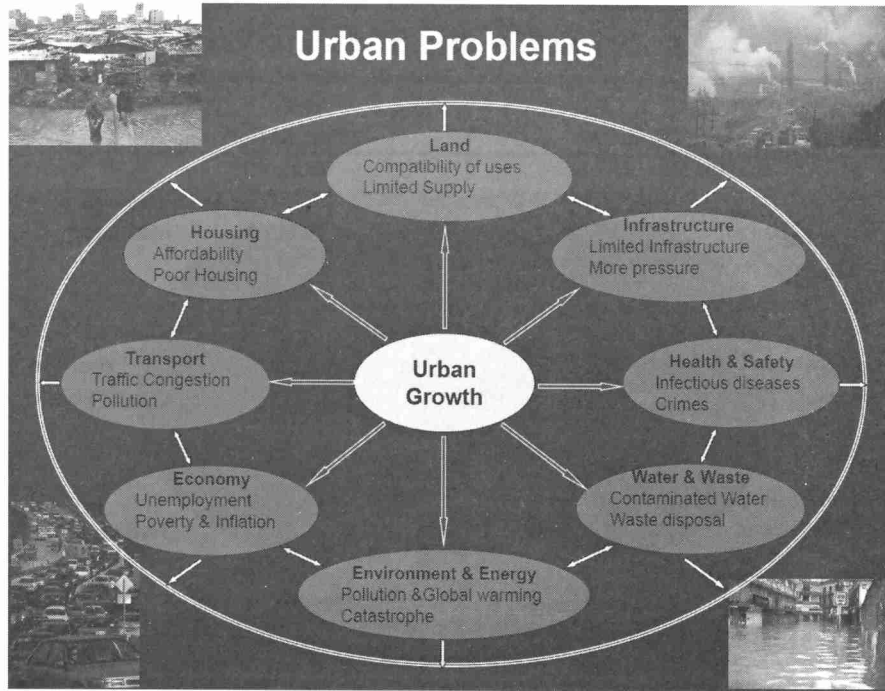 Urban Problems
Land
Compatibility of uses
Limited Supply
Housing
Affordability
Poor Housing
Infrastructure
Limited Infrastructure
More pressure
Transport
Traffic Congestion
Pollution
Urban
Growth
Health & Safety
Infectious diseases
Crimes
Economy
Unemployment
Poverty & Inflation
Water & Waste
Contaminated Water
Waste disposal
Environment & Energy
Pollution &Global warming
Catastrophe